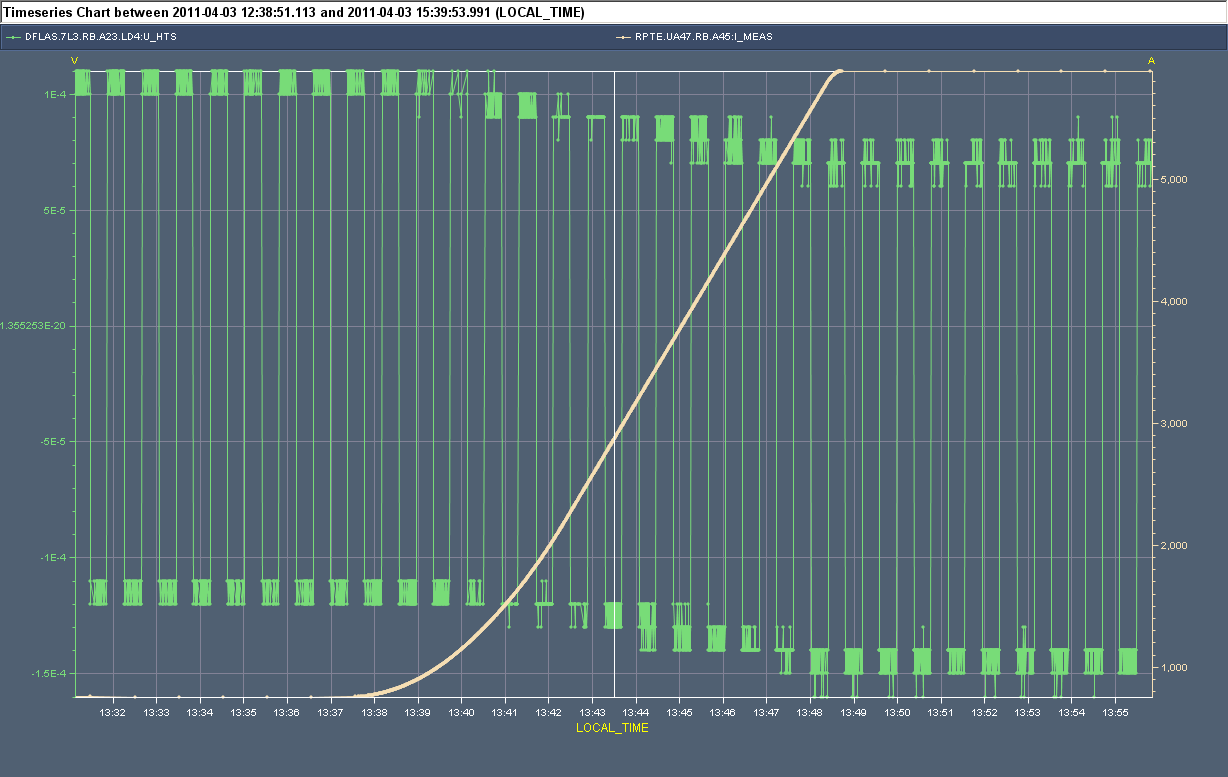 Timeseries Chart between 2011-04-03 12:38:51.113 and 2011-04-03 15:39:53.991 (LOCAL_TIME)
DFLAS.7L3.RB.A23.LD4:U_HTS RPTE.UA47.RB.A45:I_MEAS
V A
1E-4
5,000
5E-5
4,000
1.355253E-20
-5E-5
3,000
-1E-4
2,000
-1.5E-4
1,000
13:32 13:33 13:34 13:35 13:36 13:37 13:38 13:39 13:40 13:41 13:42 13:43 13:44 13:45 13:46 13:47 13:48 13:49 13:50 13:51 13:52 13:53 13:54 13:55
LOCAL_TIME